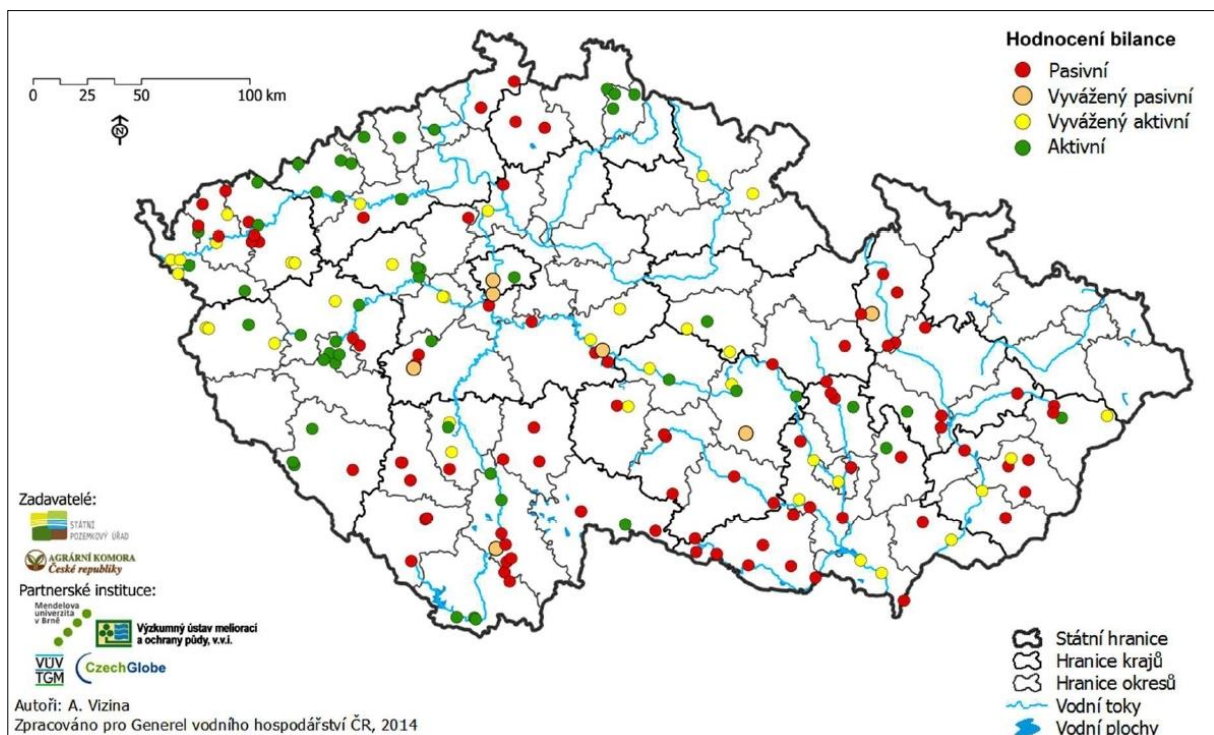 Hodnocení bilance
Pasivní
Vyvážený pasivní
Vyvážený aktivní
Aktivní
0 25 50 100 km
N
Zadavatelé:
STÁTNÍ
POZEMKOVÝ ÚŘAD
AGRÁRNÍ KOMORA
České republiky
Partnerské instituce:
Mendelova
univerzita
v Brně
Výzkumný ústav meliorací
a ochrany půdy, v.v.i.
VÚV
TGM
CzechGlobe
Autoři: A. Vizina
Zpracováno pro Generel vodního hospodářství ČR, 2014
Státní hranice
Hranice krajů
Hranice okresů
Vodní toky
Vodní plochy